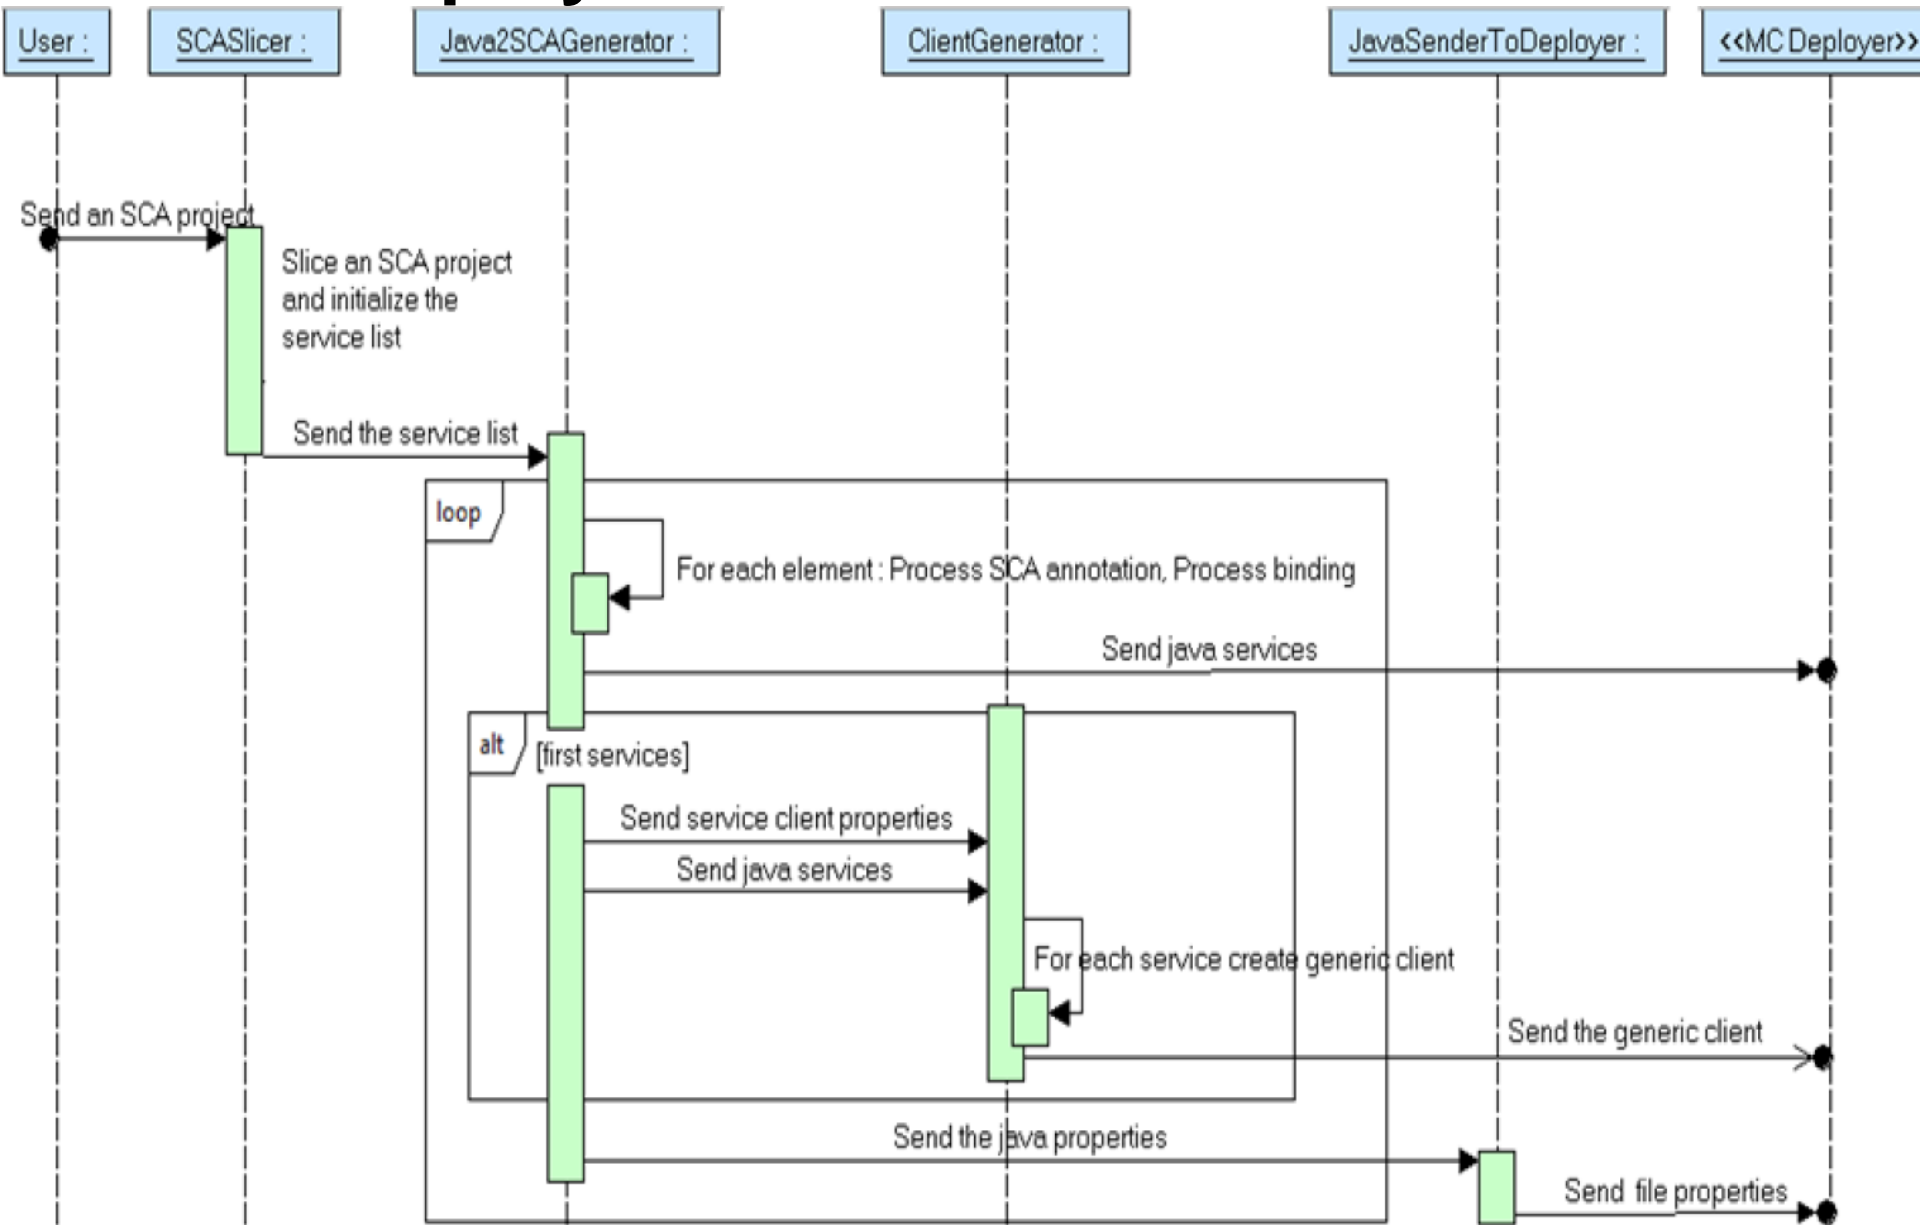 User :
SCASlicer :
Java2SCAGenerator :
ClientGenerator :
JavaSenderToDeployer :
<<MC Deployer>>
Send an SCA project
Slice an SCA project
and initialize the
service list
Send the service list
loop
For each element : Process SCA annotation, Process binding
Send java services
alt
[first services]
Send service client properties
Send java services
For each service create generic client
Send the generic client
Send the java properties
Send file properties